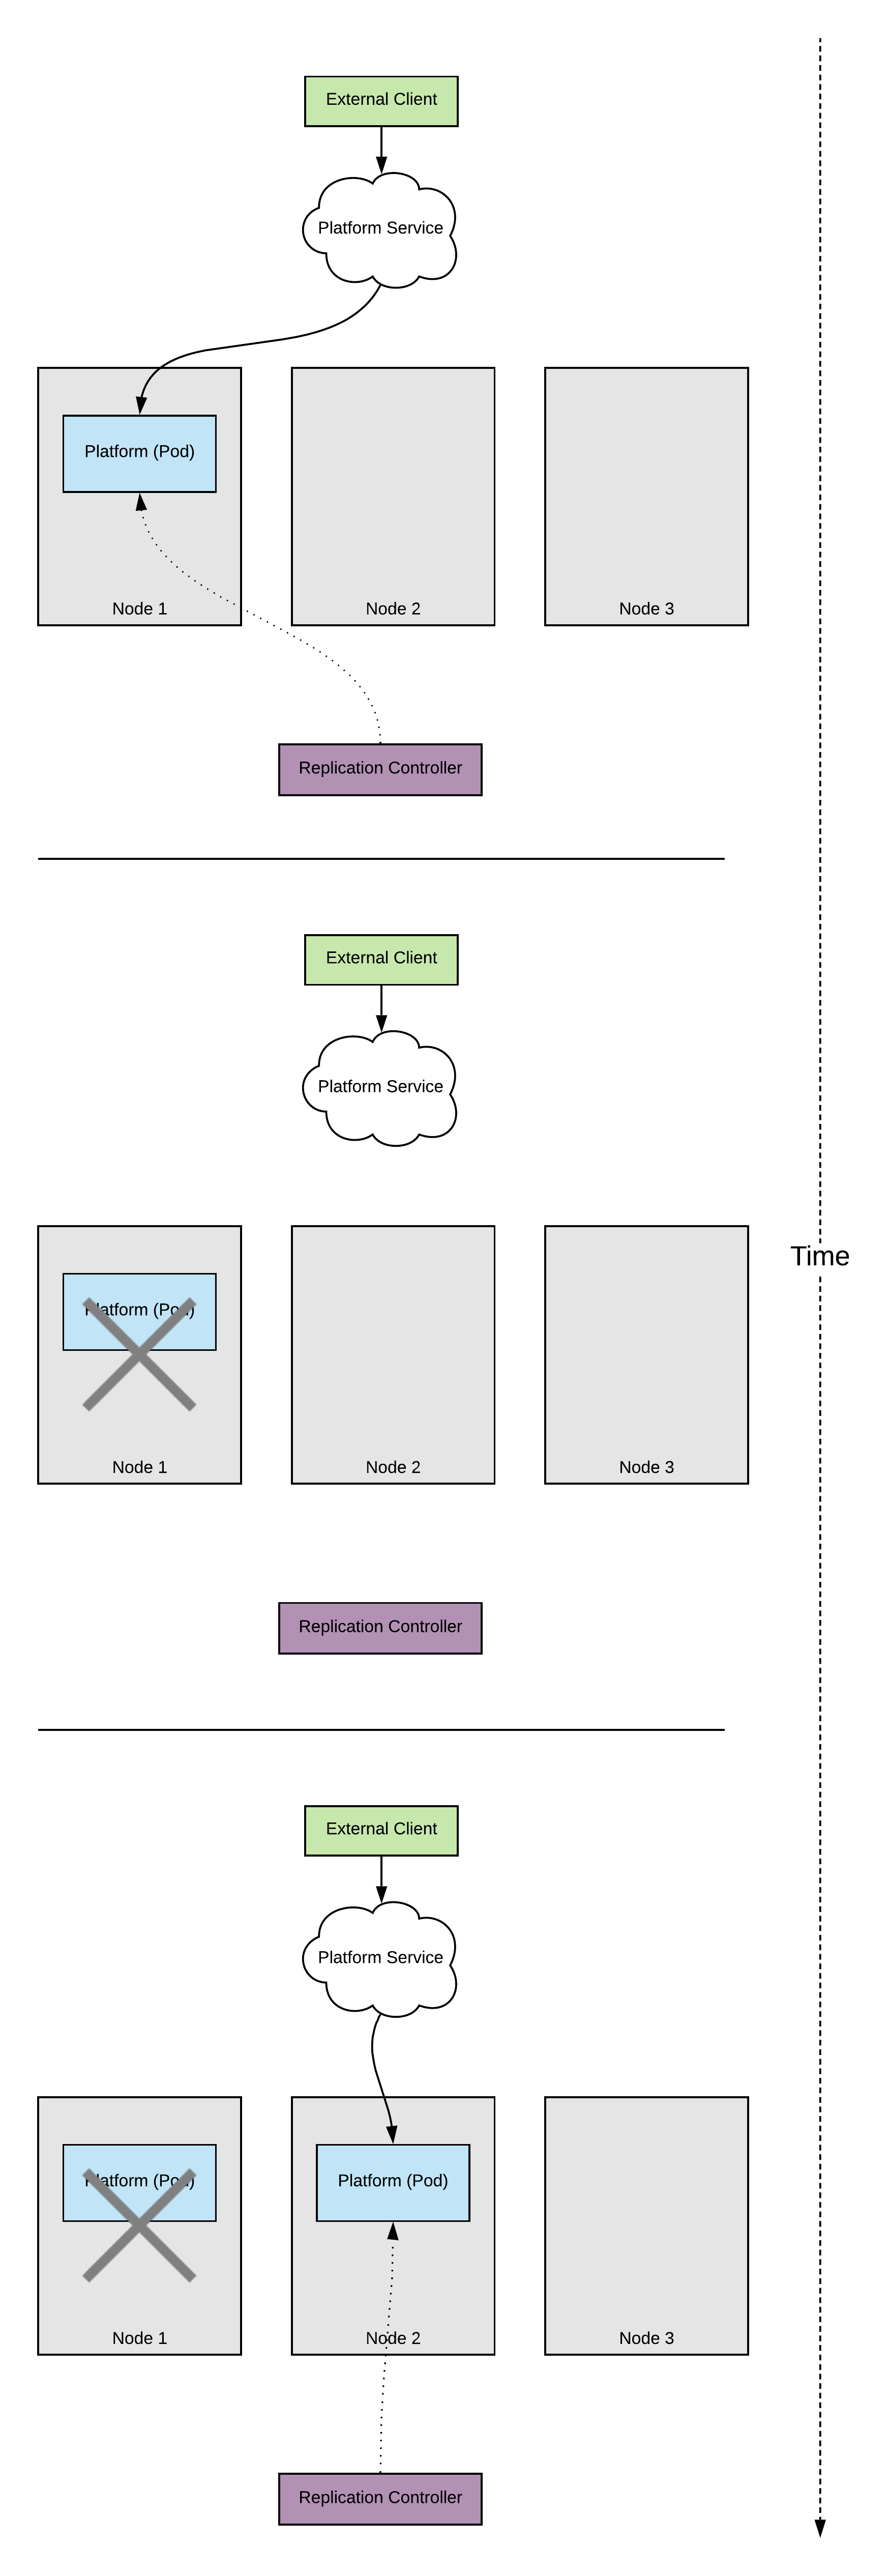 External Client
Platform Service
Platform (Pod)
Node 1
Node 2
Node 3
Replication Controller
External Client
Platform Service
Time
Platform (Pod)
Node 1
Node 2
Node 3
Replication Controller
External Client
Platform Service
Platform (Pod)
Platform (Pod)
Node 1
Node 2
Node 3
Replication Controller